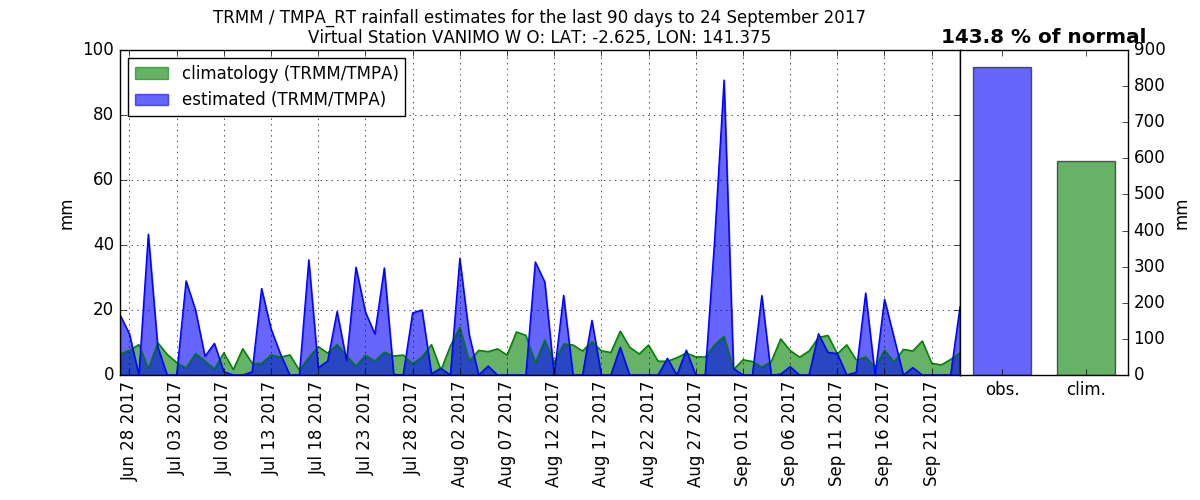 TRMM / TMPA_RT rainfall estimates for the last 90 days to 24 September 2017
Virtual Station VANIMO W O: LAT: -2.625, LON: 141.375
143.8 % of normal
climatology (TRMM/TMPA)
estimated (TRMM/TMPA)
mm
100
80
60
40
20
0
Jun 28 2017
Jul 03 2017
Jul 08 2017
Jul 13 2017
Jul 18 2017
Jul 23 2017
Jul 28 2017
Aug 02 2017
Aug 07 2017
Aug 12 2017
Aug 17 2017
Aug 22 2017
Aug 27 2017
Sep 01 2017
Sep 06 2017
Sep 11 2017
Sep 16 2017
Sep 21 2017
900
800
700
600
500
400
300
200
100
0
mm
obs.
clim.